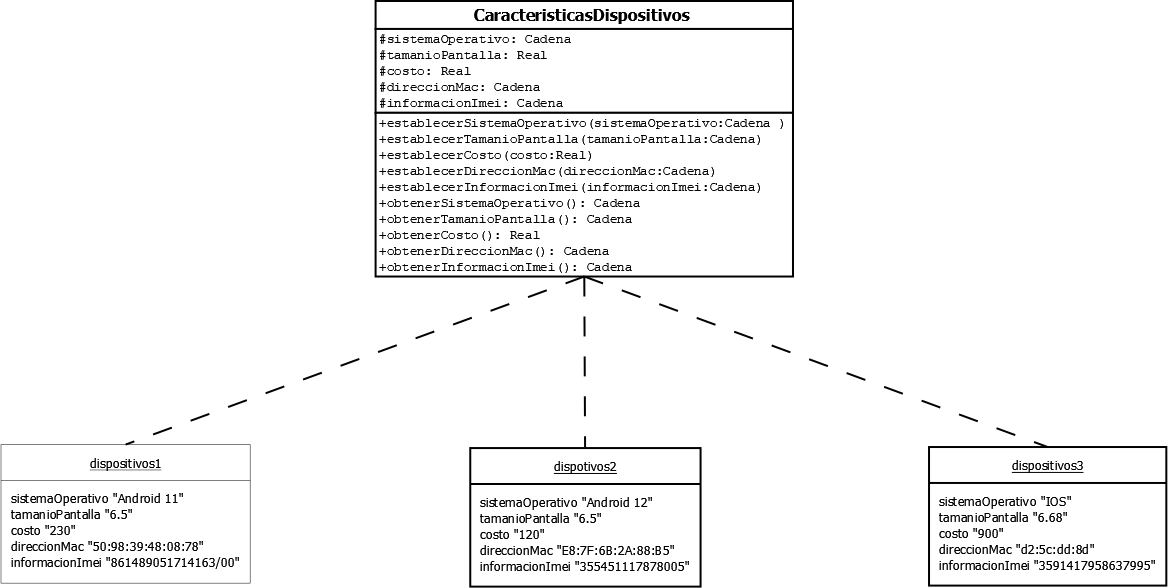 CaracteristicasDispositivos
#sistemaOperativo: Cadena
#tamanioPantalla: Real
#costo: Real
#direccionMac: Cadena
#informacionImei: Cadena
+establecerSistemaOperativo(sistemaOperativo:Cadena )
+establecerTamanioPantalla(tamanioPantalla:Cadena)
+establecerCosto(costo:Real)
+establecerDireccionMac(direccionMac:Cadena)
+establecerInformacionImei(informacionImei:Cadena)
+obtenerSistemaOperativo(): Cadena
+obtenerTamanioPantalla(): Cadena
+obtenerCosto(): Real
+obtenerDireccionMac(): Cadena
+obtenerInformacionImei(): Cadena
dispositivos1
sistemaOperativo "Android 11"
tamanioPantalla "6.5"
costo "230"
direccionMac "50:98:39:48:08:78"
informacionImei "861489051714163/00"
dispotivos2
sistemaOperativo "Android 12"
tamanioPantalla "6.5"
costo "120"
direccionMac "E8:7F:6B:2A:88:B5"
informacionImei "355451117878005"
dispositivos3
sistemaOperativo "IOS"
tamanioPantalla "6.68"
costo "900"
direccionMac "d2:5c:dd:8d"
informacionImei "3591417958637995"